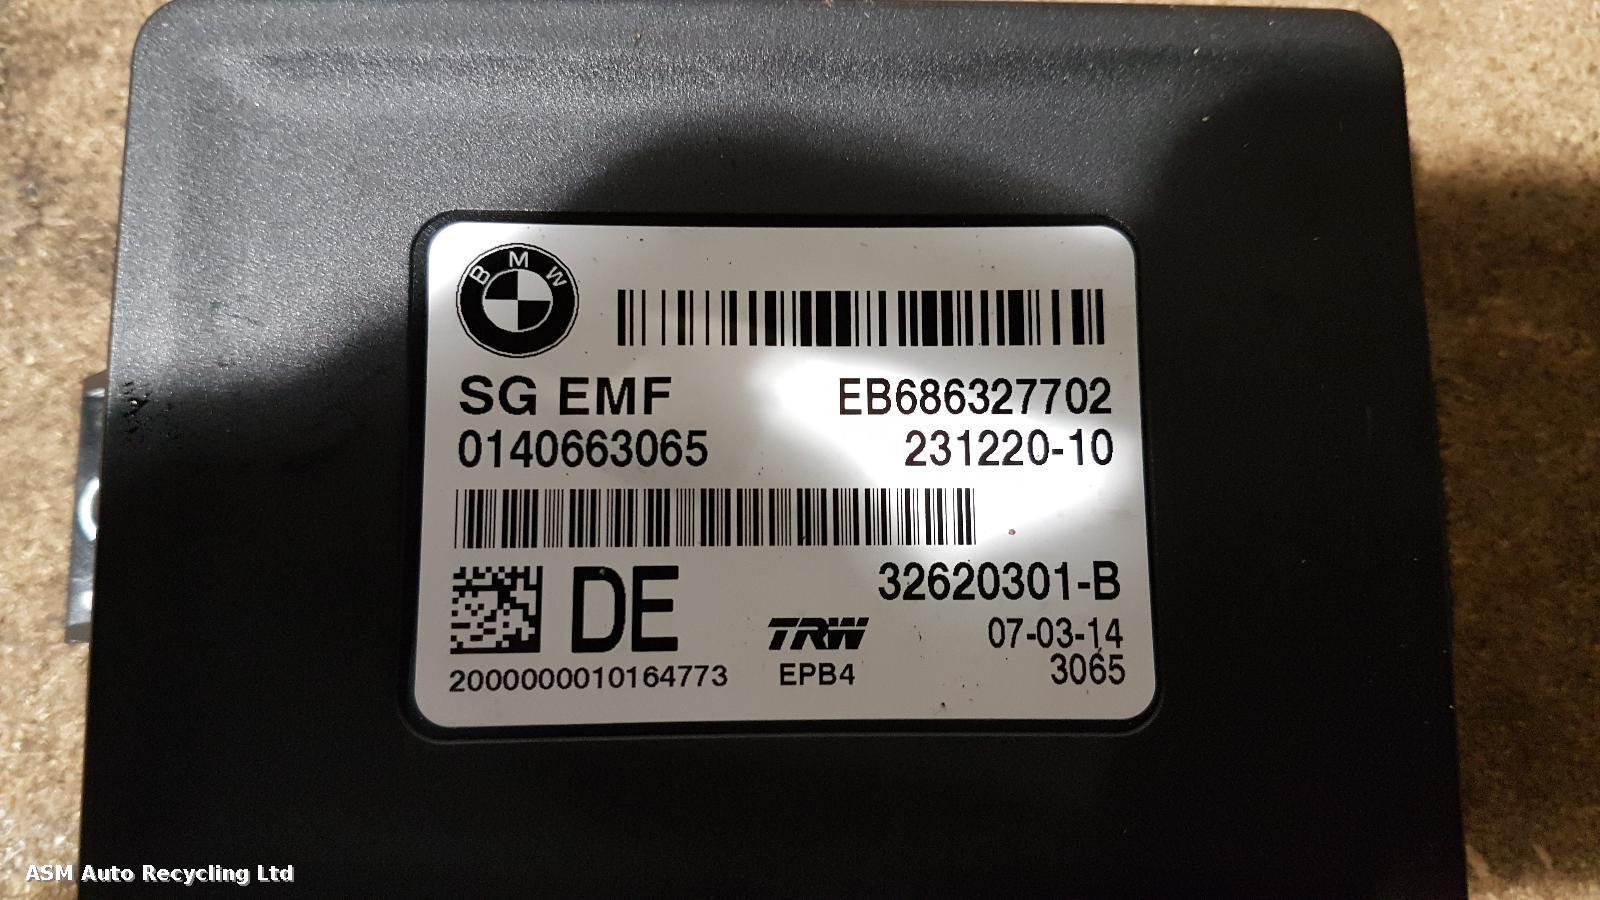 BMW
SG EMF EB686327702
0140663065 231220-10
32620301-B
DE
TRW 07-03-14
EPB4 3065
2000000010164773
ASM Auto Recycling Ltd